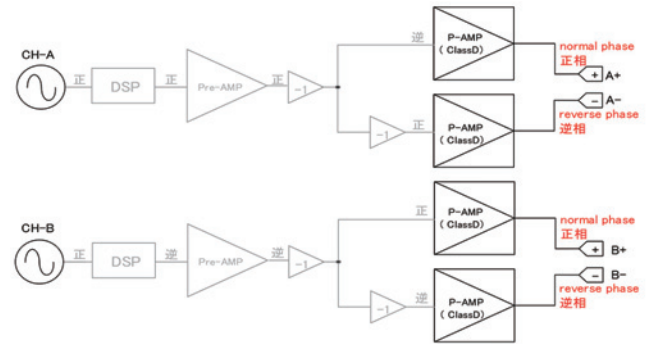 CH-A
正
DSP
正
Pre-AMP
正
-1
逆
P-AMP
( ClassD)
normal phase
正相
+ A+
- A-
reverse phase
逆相
-1
正
P-AMP
(ClassD)
CH-B
正
DSP
逆
Pre-AMP
逆
-1
正
P-AMP
( ClassD)
normal phase
正相
+ B+
- B-
reverse phase
逆相
-1
逆
P-AMP
( ClassD)